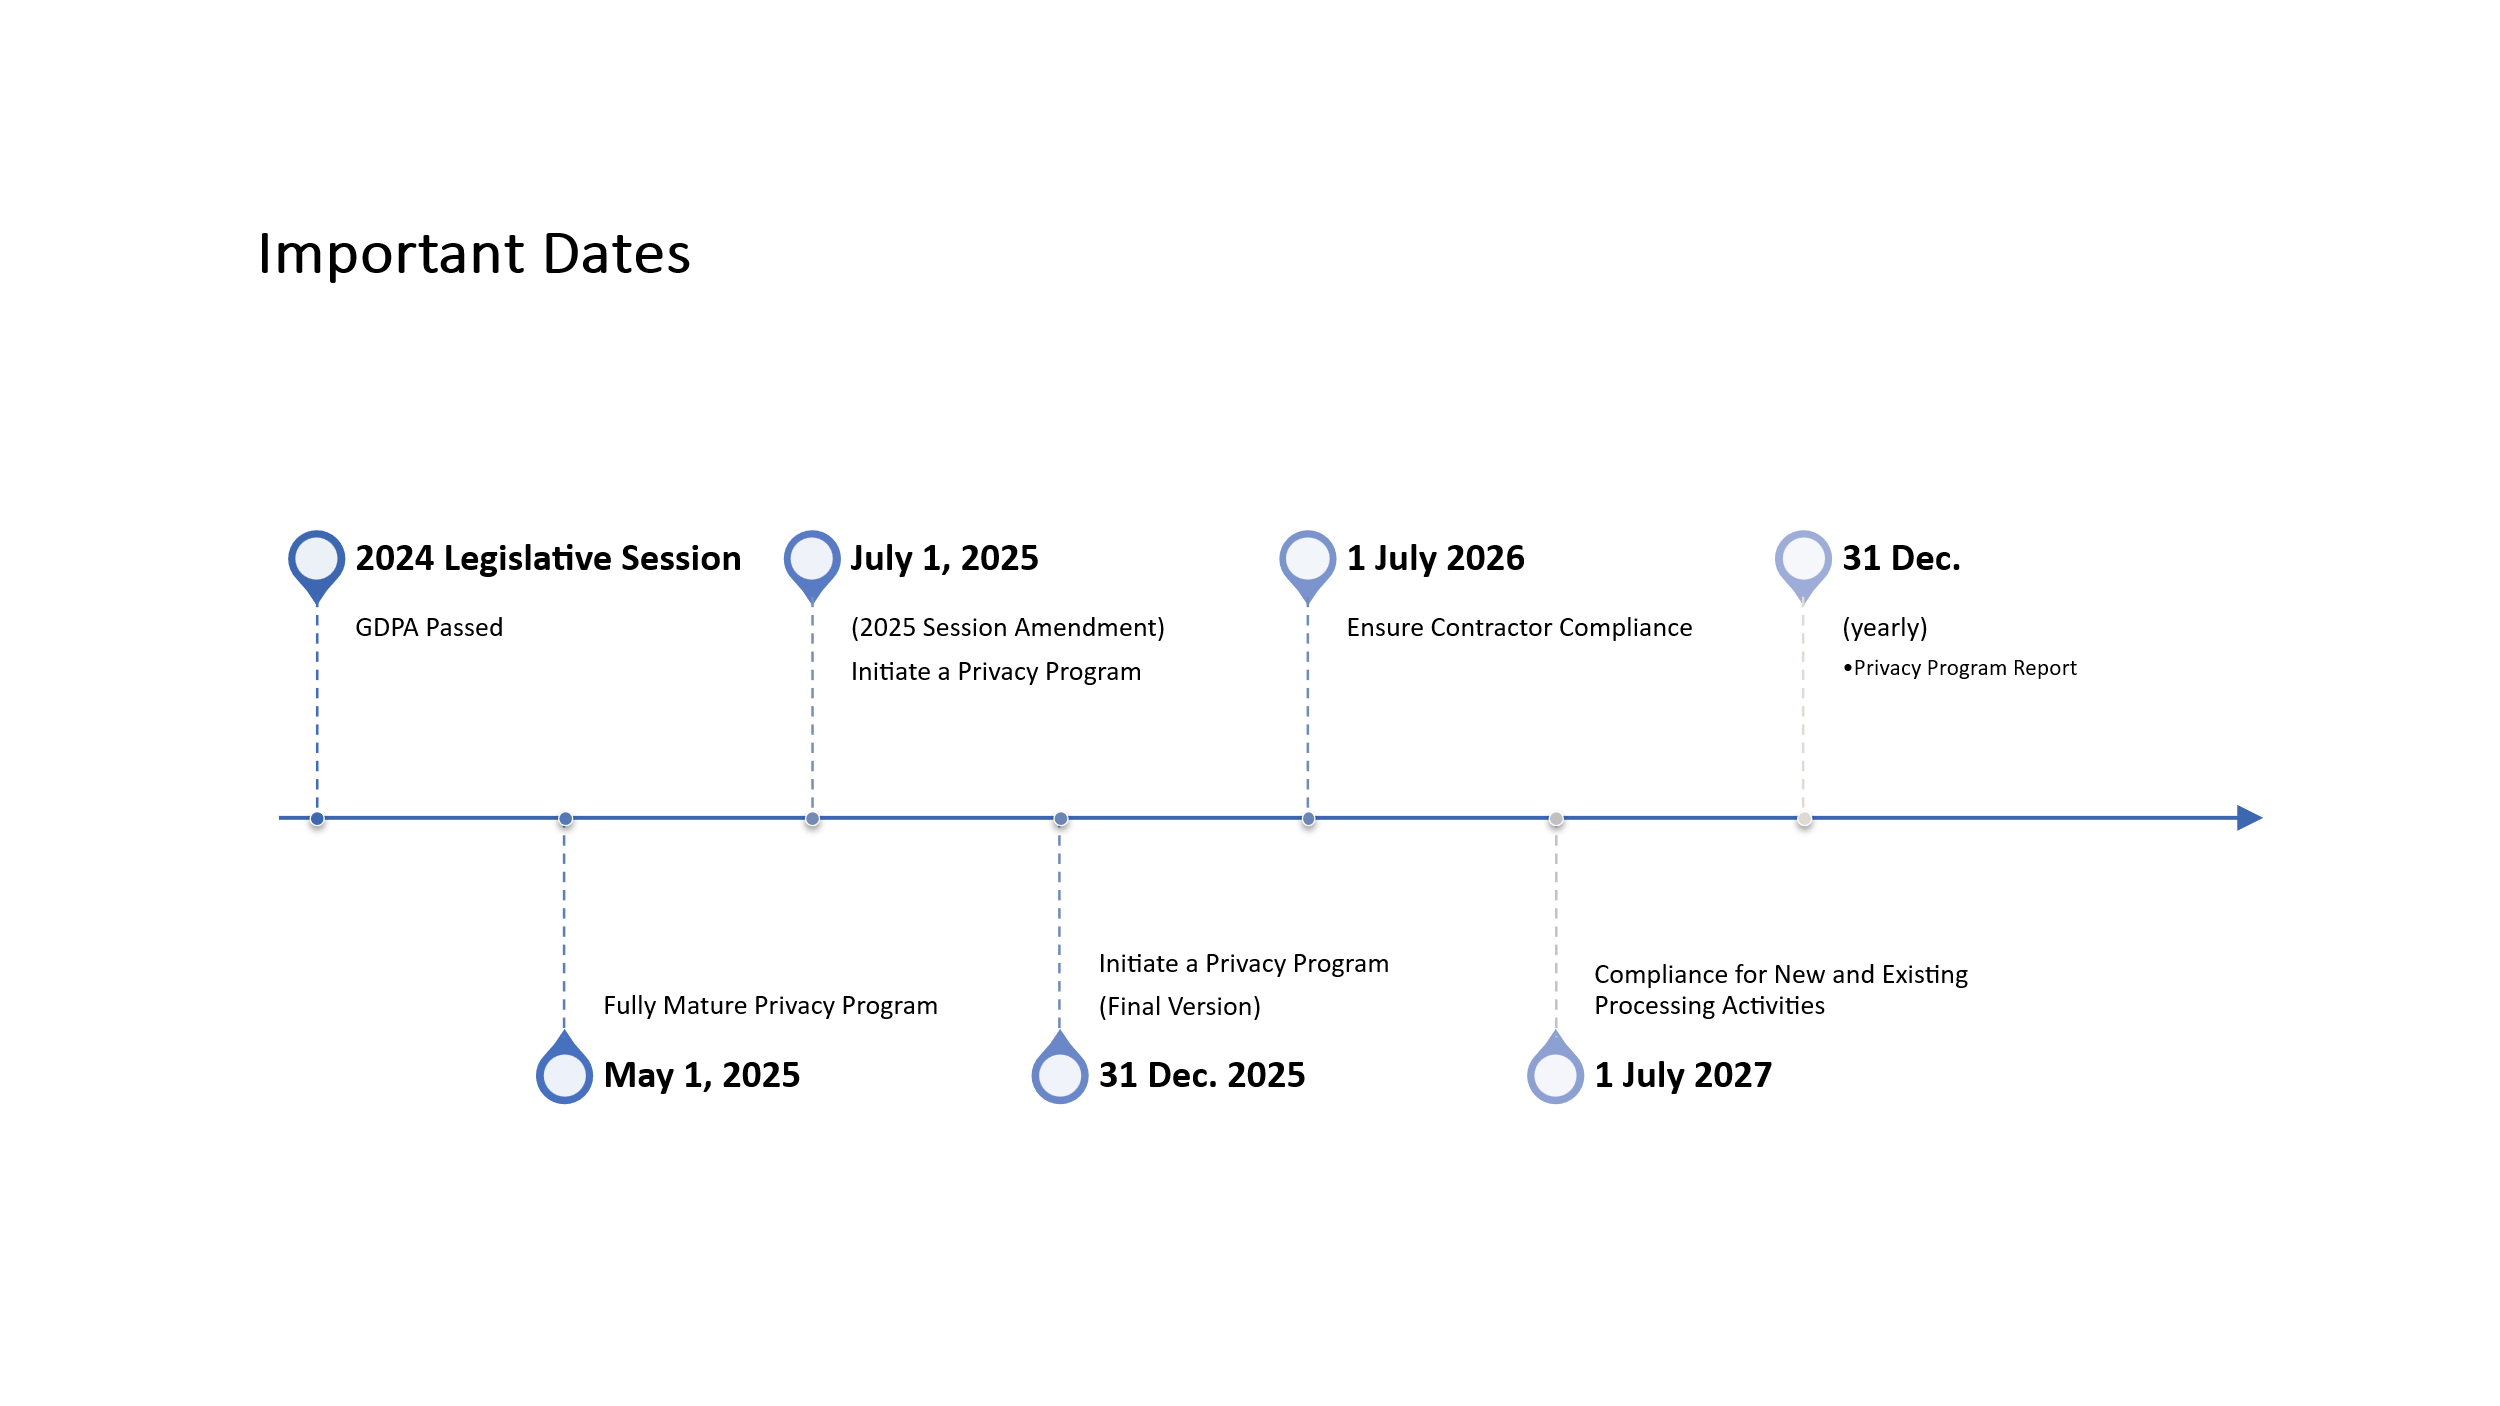 Important Dates
2024 Legislative Session
GDPA Passed
Fully Mature Privacy Program
May 1, 2025
July 1, 2025
(2025 Session Amendment)
Initiate a Privacy Program
Initiate a Privacy Program
(Final Version)
31 Dec. 2025
1 July 2026
Ensure Contractor Compliance
Compliance for New and Existing
Processing Activities
1 July 2027
31 Dec.
(yearly)
•Privacy Program Report